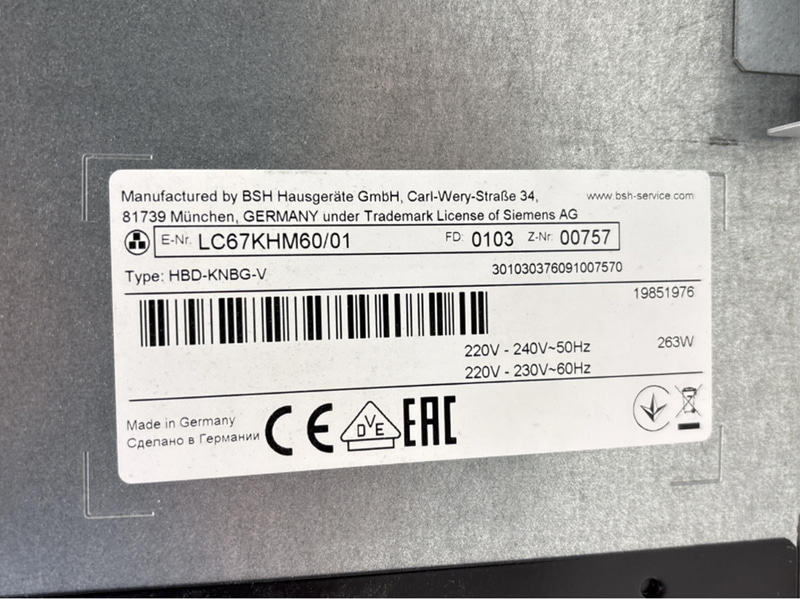 Manufactured by BSH Hausgeräte GmbH, Carl-Wery-Straße 34, www.bsh-service.com
81739 München, GERMANY under Trademark License of Siemens AG
E-Nr. LC67KHM60/01 FD: 0103 Z-Nr: 00757
Type: HBD-KNBG-V 301030376091007570
19851976
220V - 240V~50Hz 263W
220V - 230V~60Hz
Made in Germany
Сделано в Германии
CE DVE EAC